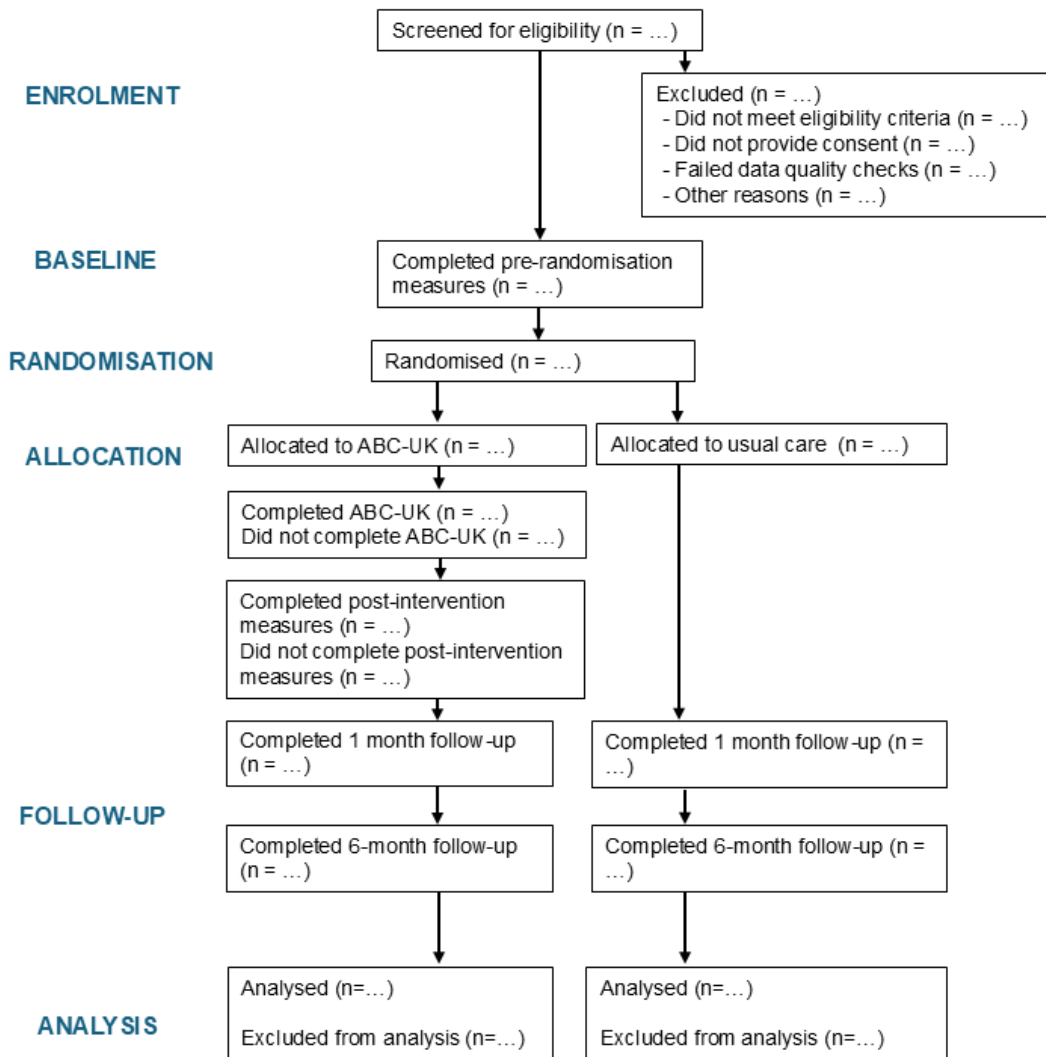 Screened for eligibility (n = …)
ENROLMENT
Excluded (n = …)
- Did not meet eligibility criteria (n = …)
- Did not provide consent (n = …)
- Failed data quality checks (n = …)
- Other reasons (n = …)
BASELINE
Completed pre-randomisation
measures (n = …)
RANDOMISATION
Randomised (n = …)
ALLOCATION
Allocated to ABC-UK (n = …)
Allocated to usual care (n = …)
Completed ABC-UK (n = …)
Did not complete ABC-UK (n = …)
Completed post-intervention
measures (n = …)
Did not complete post-intervention
measures (n = …)
FOLLOW-UP
Completed 1 month follow-up
(n = …)
Completed 1 month follow-up (n =
…)
Completed 6-month follow-up
(n = …)
Completed 6-month follow-up (n =
…)
ANALYSIS
Analysed (n=…)
Excluded from analysis (n=…)
Analysed (n=…)
Excluded from analysis (n=…)